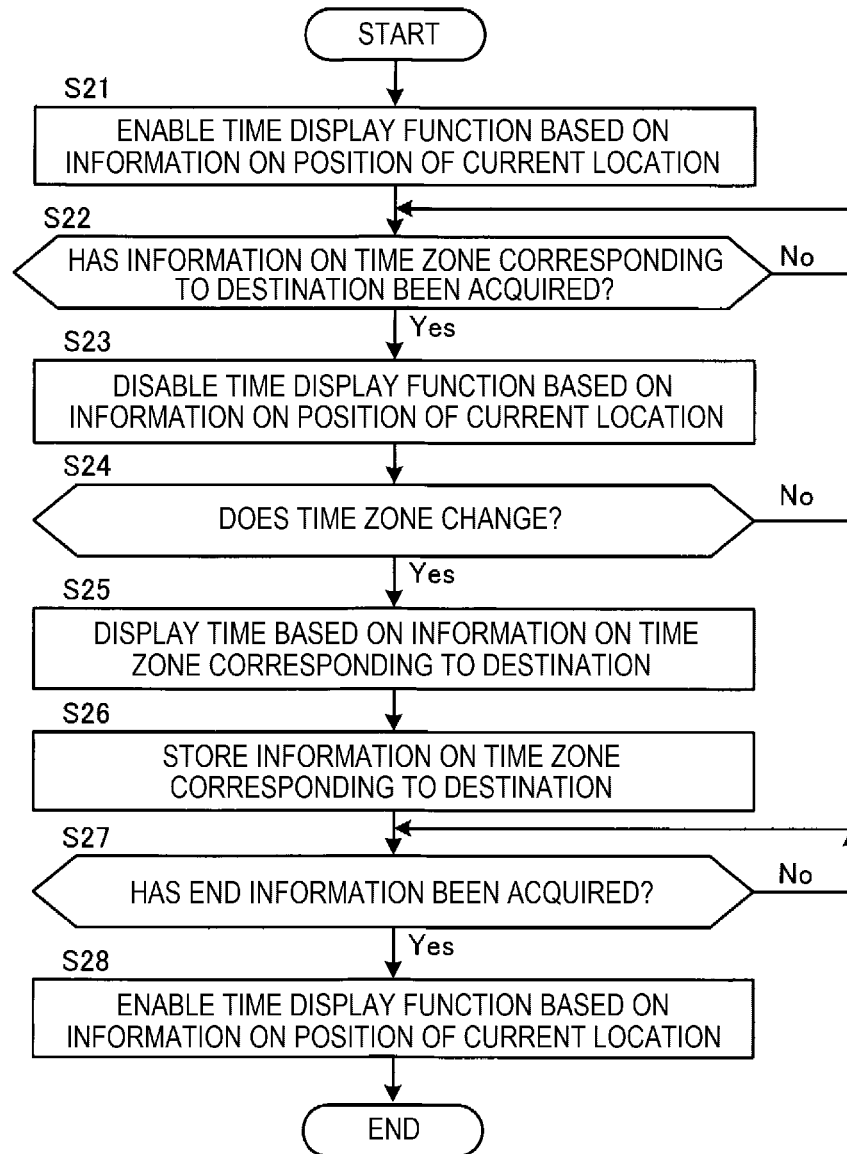 START
S21
ENABLE TIME DISPLAY FUNCTION BASED ON
INFORMATION ON POSITION OF CURRENT LOCATION
S22
HAS INFORMATION ON TIME ZONE CORRESPONDING
TO DESTINATION BEEN ACQUIRED?
No
Yes
S23
DISABLE TIME DISPLAY FUNCTION BASED ON
INFORMATION ON POSITION OF CURRENT LOCATION
S24
DOES TIME ZONE CHANGE?
No
Yes
S25
DISPLAY TIME BASED ON INFORMATION ON TIME
ZONE CORRESPONDING TO DESTINATION
S26
STORE INFORMATION ON TIME ZONE
CORRESPONDING TO DESTINATION
S27
HAS END INFORMATION BEEN ACQUIRED?
No
Yes
S28
ENABLE TIME DISPLAY FUNCTION BASED ON
INFORMATION ON POSITION OF CURRENT LOCATION
END